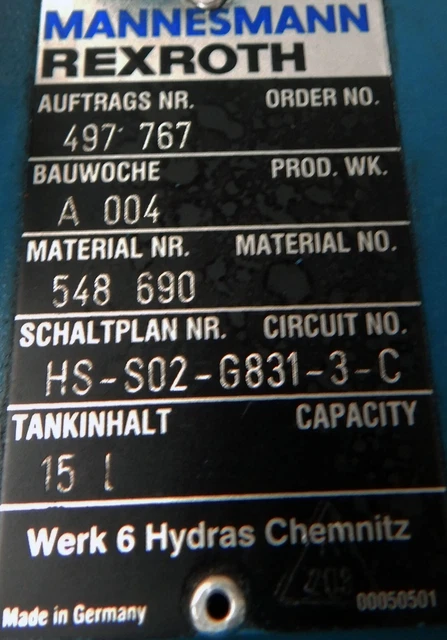 MANNESMANN
REXROTH
AUFTRAGS NR. ORDER NO.
497 767
BAUWOCHE PROD. WK.
A 004
MATERIAL NR. MATERIAL NO.
548 690
SCHALTPLAN NR. CIRCUIT NO.
HS-S02-G831-3-C
TANKINHALT CAPACITY
15 l
Werk 6 Hydras Chemnitz
Made in Germany 00050501